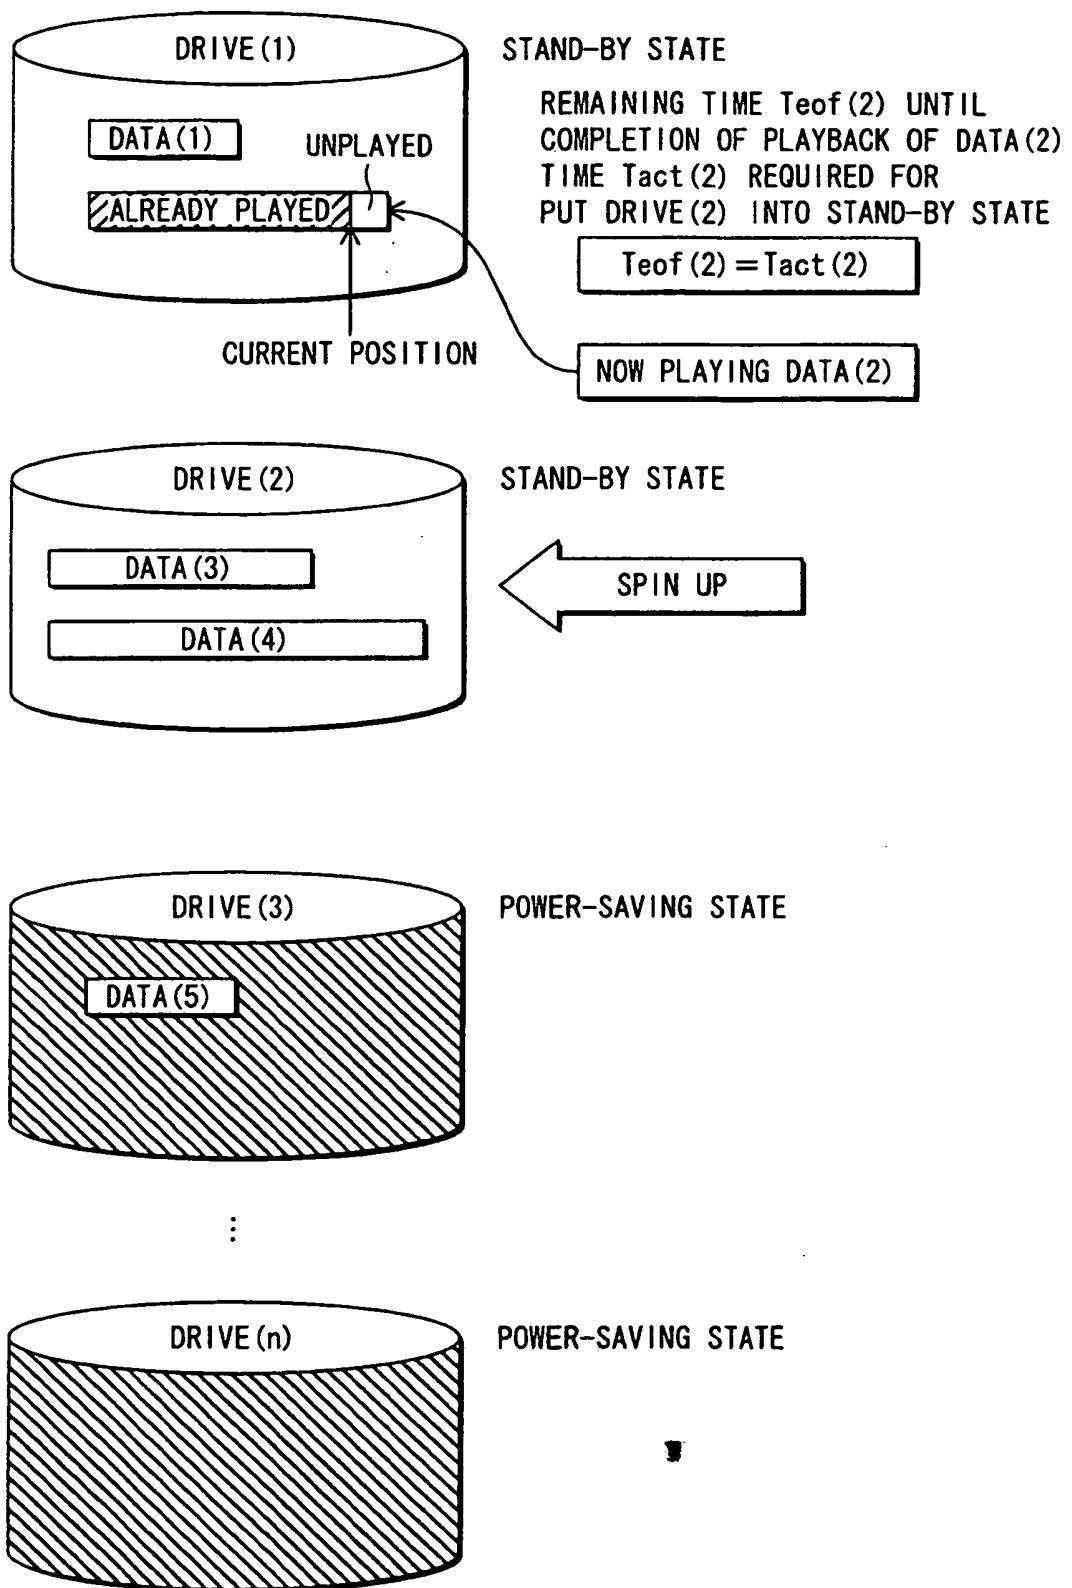 DRIVE(1)
STAND-BY STATE
REMAINING TIME Teof(2) UNTIL
COMPLETION OF PLAYBACK OF DATA(2)
TIME Tact(2) REQUIRED FOR
PUT DRIVE(2) INTO STAND-BY STATE
DATA(1)
UNPLAYED
ALREADY PLAYED
Teof(2)=Tact(2)
CURRENT POSITION
NOW PLAYING DATA(2)
DRIVE(2)
STAND-BY STATE
DATA(3)
SPIN UP
DATA(4)
DRIVE(3)
POWER-SAVING STATE
DATA(5)
⋮
DRIVE(n)
POWER-SAVING STATE